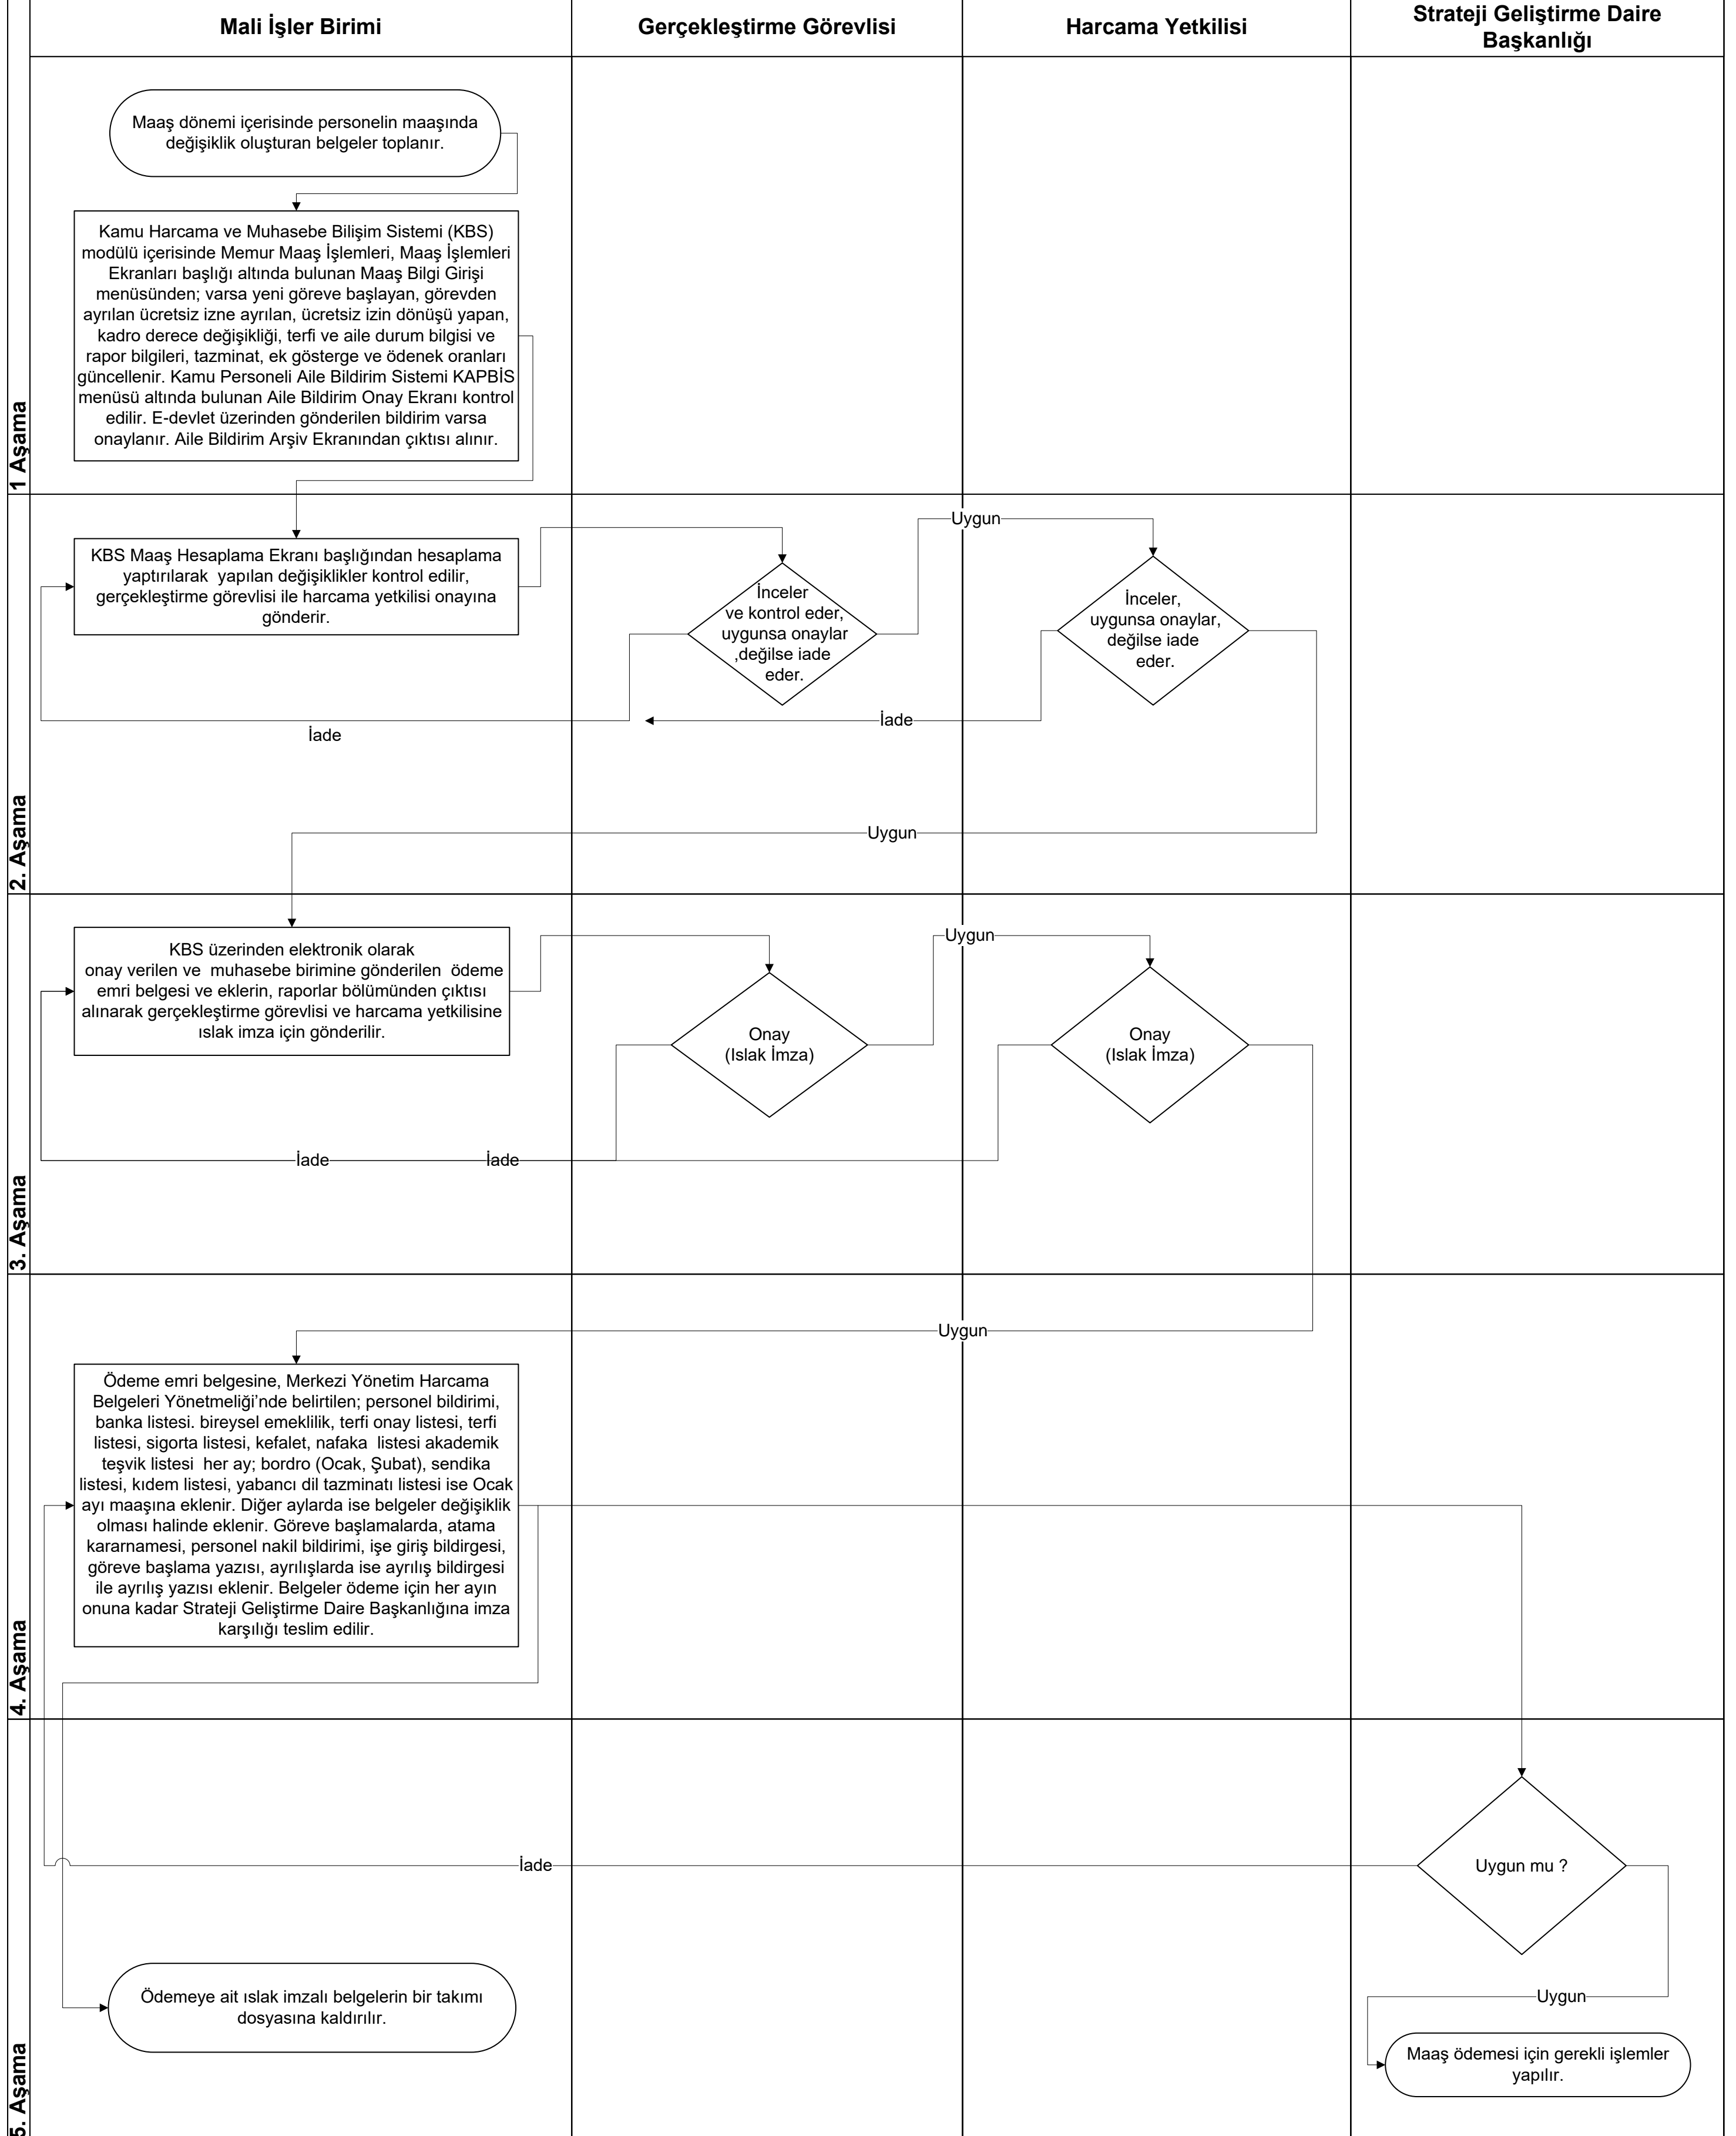 Mali İşler Birimi
Gerçekleştirme Görevlisi
Harcama Yetkilisi
Strateji Geliştirme Daire
Başkanlığı
1 Aşama
Maaş dönemi içerisinde personelin maaşında
değişiklik oluşturan belgeler toplanır.
Kamu Harcama ve Muhasebe Bilişim Sistemi (KBS)
modülü içerisinde Memur Maaş İşlemleri, Maaş İşlemleri
Ekranları başlığı altında bulunan Maaş Bilgi Girişi
menüsünden; varsa yeni göreve başlayan, görevden
ayrılan ücretsiz izne ayrılan, ücretsiz izin dönüşü yapan,
kadro derece değişikliği, terfi ve aile durum bilgisi ve
rapor bilgileri, tazminat, ek gösterge ve ödenek oranları
güncellenir. Kamu Personeli Aile Bildirim Sistemi KAPBİS
menüsü altında bulunan Aile Bildirim Onay Ekranı kontrol
edilir. E-devlet üzerinden gönderilen bildirim varsa
onaylanır. Aile Bildirim Arşiv Ekranından çıktısı alınır.
2. Aşama
KBS Maaş Hesaplama Ekranı başlığından hesaplama
yaptırılarak  yapılan değişiklikler kontrol edilir,
gerçekleştirme görevlisi ile harcama yetkilisi onayına
gönderir.
İnceler
ve kontrol eder,
uygunsa onaylar
,değilse iade
eder.
Uygun
İnceler,
uygunsa onaylar,
değilse iade
eder.
İade
İade
Uygun
3. Aşama
KBS üzerinden elektronik olarak
onay verilen ve  muhasebe birimine gönderilen  ödeme
emri belgesi ve eklerin, raporlar bölümünden çıktısı
alınarak gerçekleştirme görevlisi ve harcama yetkilisine
ıslak imza için gönderilir.
Onay
(Islak İmza)
Uygun
Onay
(Islak İmza)
İade
İade
Uygun
4. Aşama
Ödeme emri belgesine, Merkezi Yönetim Harcama
Belgeleri Yönetmeliği’nde belirtilen; personel bildirimi,
banka listesi. bireysel emeklilik, terfi onay listesi, terfi
listesi, sigorta listesi, kefalet, nafaka  listesi akademik
teşvik listesi  her ay; bordro (Ocak, Şubat), sendika
listesi, kıdem listesi, yabancı dil tazminatı listesi ise Ocak
ayı maaşına eklenir. Diğer aylarda ise belgeler değişiklik
olması halinde eklenir. Göreve başlamalarda, atama
kararnamesi, personel nakil bildirimi, işe giriş bildirgesi,
göreve başlama yazısı, ayrılışlarda ise ayrılış bildirgesi
ile ayrılış yazısı eklenir. Belgeler ödeme için her ayın
onuna kadar Strateji Geliştirme Daire Başkanlığına imza
karşılığı teslim edilir.
5. Aşama
İade
Uygun mu ?
Uygun
Ödemeye ait ıslak imzalı belgelerin bir takımı
dosyasına kaldırılır.
Maaş ödemesi için gerekli işlemler
yapılır.